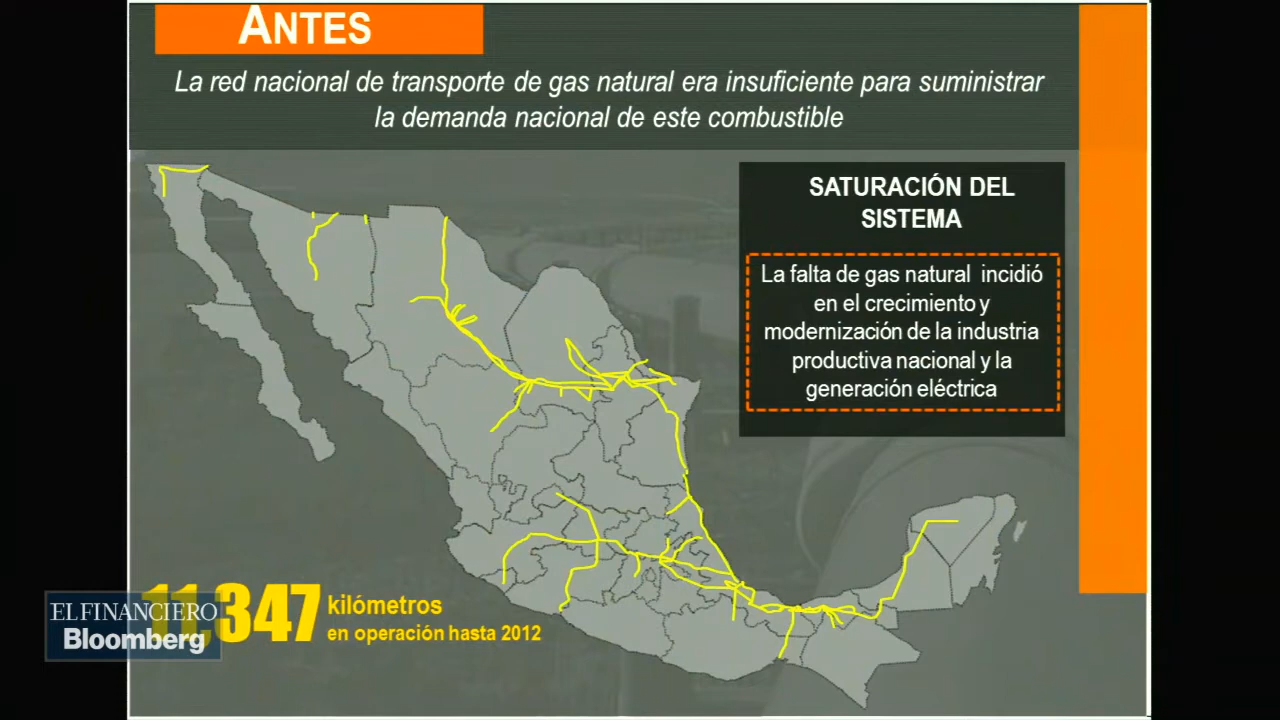 ANTES
La red nacional de transporte de gas natural era insuficiente para suministrar
la demanda nacional de este combustible
SATURACIÓN DEL
SISTEMA
La falta de gas natural incidió
en el crecimiento y
modernización de la industria
productiva nacional y la
generación eléctrica
11,347 kilómetros
en operación hasta 2012
EL FINANCIERO
Bloomberg